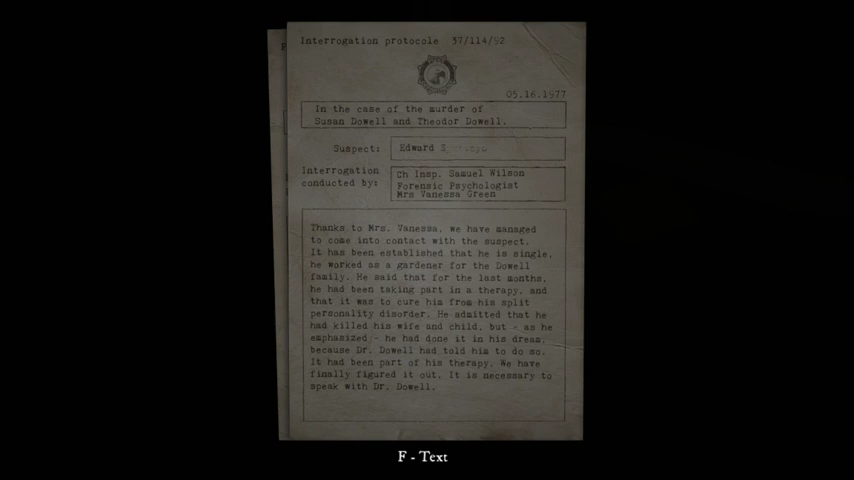 Interrogation protocole 37/114/92
05.16.1977
In the case of the murder of
Susan Dowell and Theodor Dowell.
Suspect: Edward
Interrogation
conducted by:
Ch Insp. Samuel Wilson
Forensic Psychologist
Mrs Vanessa Green
Thanks to Mrs. Vanessa, we have managed
to come into contact with the suspect.
It has been established that he is single,
he worked as a gardener for the Dowell
family. He said that for the last months,
he had been taking part in a therapy, and
that it was to cure him from his split
personality disorder. He admitted that he
had killed his wife and child, but - as he
emphasized - he had done it in his dream,
because Dr. Dowell had told him to do so.
It had been part of his therapy. We have
finally figured it out. It is necessary to
speak with Dr. Dowell.
F - Text